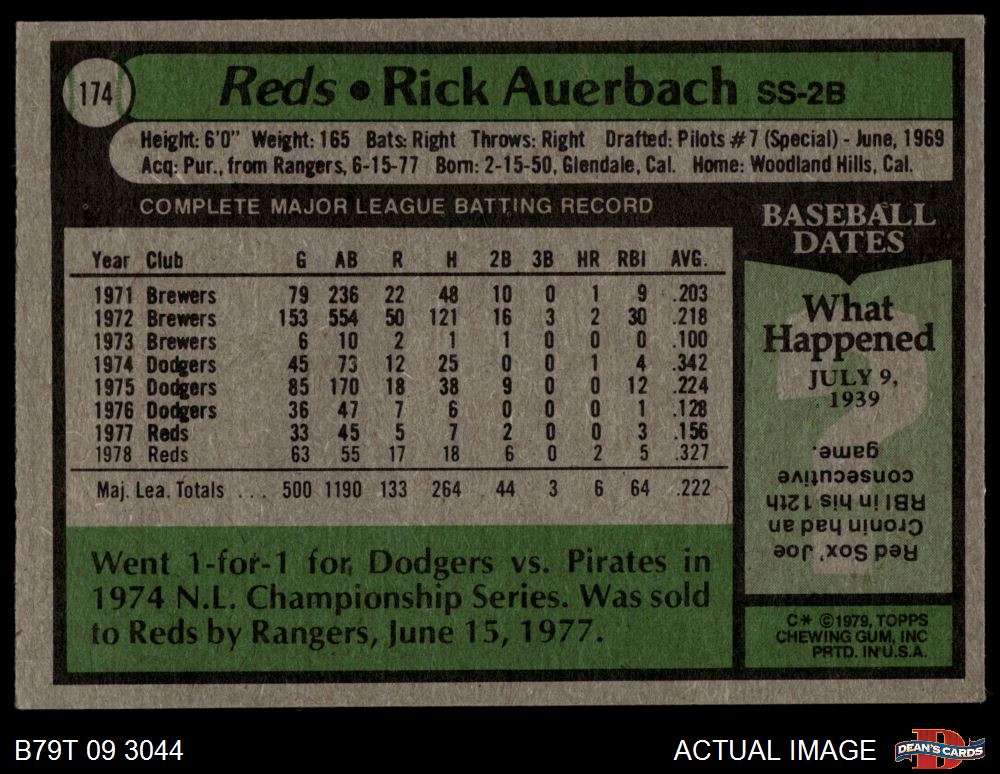 174
Reds • Rick Auerbach SS-2B
Height: 6'0" Weight: 165 Bats: Right Throws: Right Drafted: Pilots #7 (Special) - June, 1969
Acq: Pur., from Rangers, 6-15-77 Born: 2-15-50, Glendale, Cal. Home: Woodland Hills, Cal.
COMPLETE MAJOR LEAGUE BATTING RECORD
Year Club G AB R H 2B 3B HR RBI AVG.
1971 Brewers 79 236 22 48 10 0 1 9 .203
1972 Brewers 153 554 50 121 16 3 2 30 .218
1973 Brewers 6 10 2 1 1 0 0 0 .100
1974 Dodgers 45 73 12 25 0 0 1 4 .342
1975 Dodgers 85 170 18 38 9 0 0 12 .224
1976 Dodgers 36 47 7 6 0 0 0 1 .128
1977 Reds 33 45 5 7 2 0 0 3 .156
1978 Reds 63 55 17 18 6 0 2 5 .327
Maj. Lea. Totals ... 500 1190 133 264 44 3 6 64 .222
Went 1-for-1 for Dodgers vs. Pirates in
1974 N.L. Championship Series. Was sold
to Reds by Rangers, June 15, 1977.
BASEBALL
DATES
What
Happened
JULY 9,
1939
Red Sox' Joe
Cronin had an
RBI in his 12th
consecutive
game.
C* ©1979, TOPPS
CHEWING GUM, INC
PRTD. IN U.S.A.
B79T 09 3044
ACTUAL IMAGE
D
DEAN'S CARDS